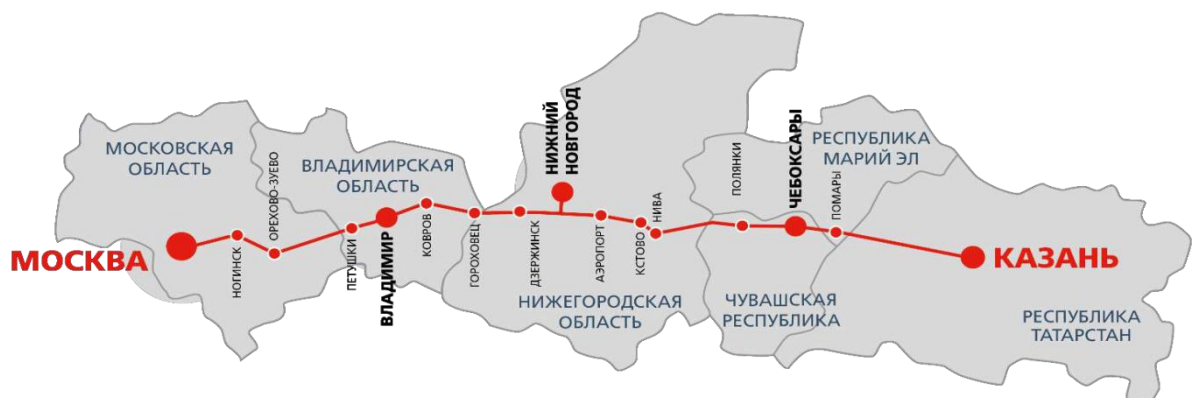 МОСКОВСКАЯ
ОБЛАСТЬ
ОРЕХОВО-ЗУЕВО
ВЛАДИМИРСКАЯ
ОБЛАСТЬ
НИЖНИЙ
НОВГОРОД
ПОЛЯНКИ
ЧЕБОКСАРЫ
РЕСПУБЛИКА
МАРИЙ ЭЛ
ПОМАРЫ
НИВА
МОСКВА
НОГИНСК
ПЕТУШКИ
ВЛАДИМИР
КОВРОВ
ГОРОХОВЕЦ
ДЗЕРЖИНСК
АЭРОПОРТ
КСТОВО
КАЗАНЬ
НИЖЕГОРОДСКАЯ
ОБЛАСТЬ
ЧУВАШСКАЯ
РЕСПУБЛИКА
РЕСПУБЛИКА
ТАТАРСТАН